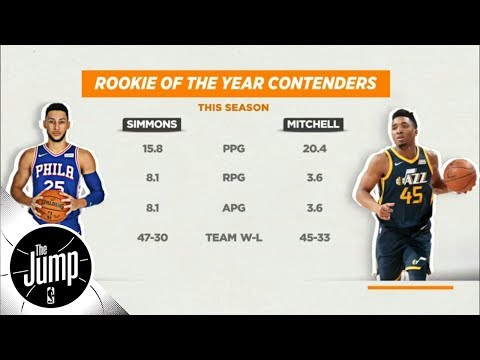 ROOKIE OF THE YEAR CONTENDERS
THIS SEASON
SIMMONS MITCHELL
15.8 PPG 20.4
8.1 RPG 3.6
8.1 APG 3.6
47-30 TEAM W-L 45-33
PHILA
25
JAZZ
45
The
Jump